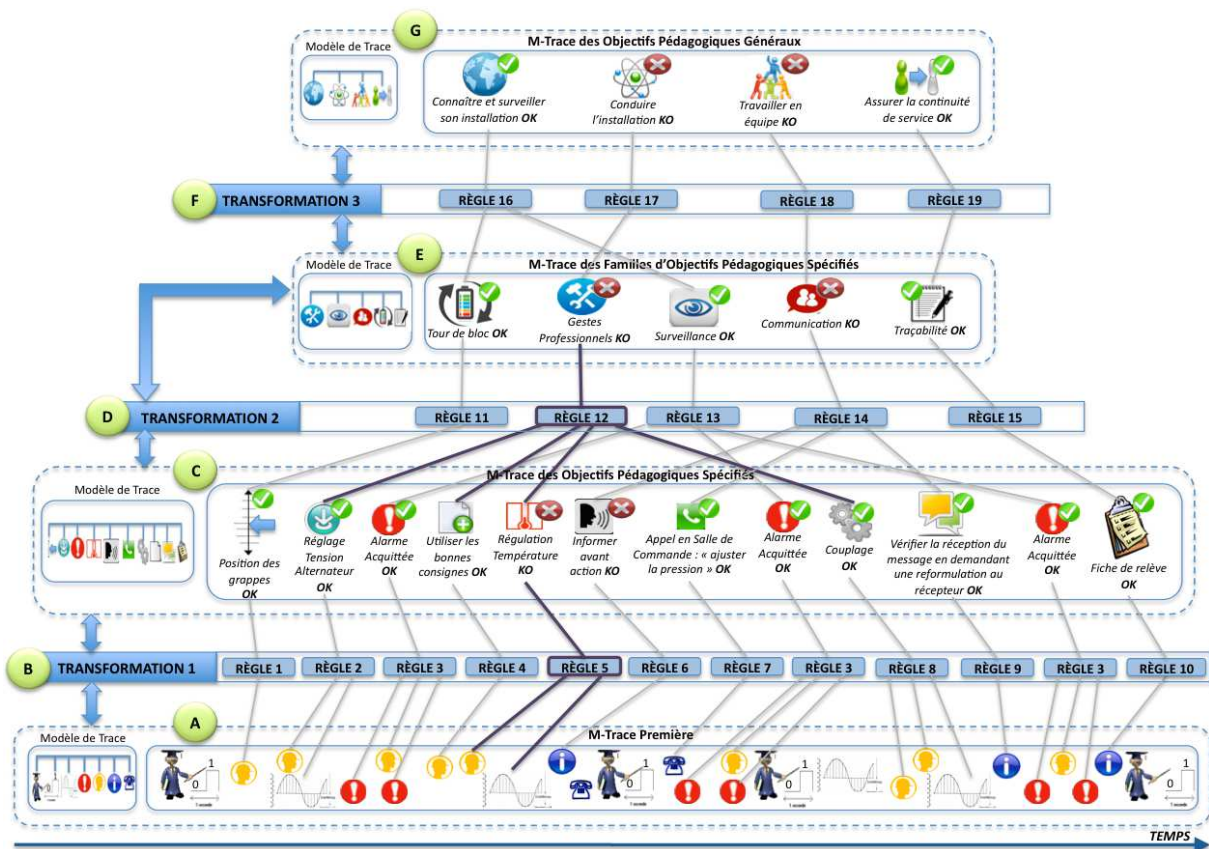 G
M-Trace des Objectifs Pédagogiques Généraux
Modèle de Trace
Connaître et surveiller
son installation OK
Conduire
l'installation KO
Travailler en
équipe KO
Assurer la continuité
de service OK
F
TRANSFORMATION 3
RÈGLE 16
RÈGLE 17
RÈGLE 18
RÈGLE 19
E
Modèle de Trace
M-Trace des Familles d'Objectifs Pédagogiques Spécifiés
Tour de bloc OK
Gestes
Professionnels KO
Surveillance OK
Communication KO
Traçabilité OK
D
TRANSFORMATION 2
RÈGLE 11
RÈGLE 12
RÈGLE 13
RÈGLE 14
RÈGLE 15
C
M-Trace des Objectifs Pédagogiques Spécifiés
Modèle de Trace
Position des
grappes
OK
Réglage
Tension
Alternateur
OK
Alarme
Acquittée
OK
Utiliser les
bonnes
consignes OK
Régulation
Température
KO
Informer
avant
action KO
Appel en Salle de
Commande : « ajuster
la pression » OK
Alarme
Acquittée
OK
Couplage
OK
Vérifier la réception du
message en demandant
une reformulation au
récepteur OK
Alarme
Acquittée
OK
Fiche de relève
OK
B
TRANSFORMATION 1
RÈGLE 1
RÈGLE 2
RÈGLE 3
RÈGLE 4
RÈGLE 5
RÈGLE 6
RÈGLE 7
RÈGLE 3
RÈGLE 8
RÈGLE 9
RÈGLE 3
RÈGLE 10
A
Modèle de Trace
M-Trace Première
1
0
1
0
1
0
1
0
TEMPS